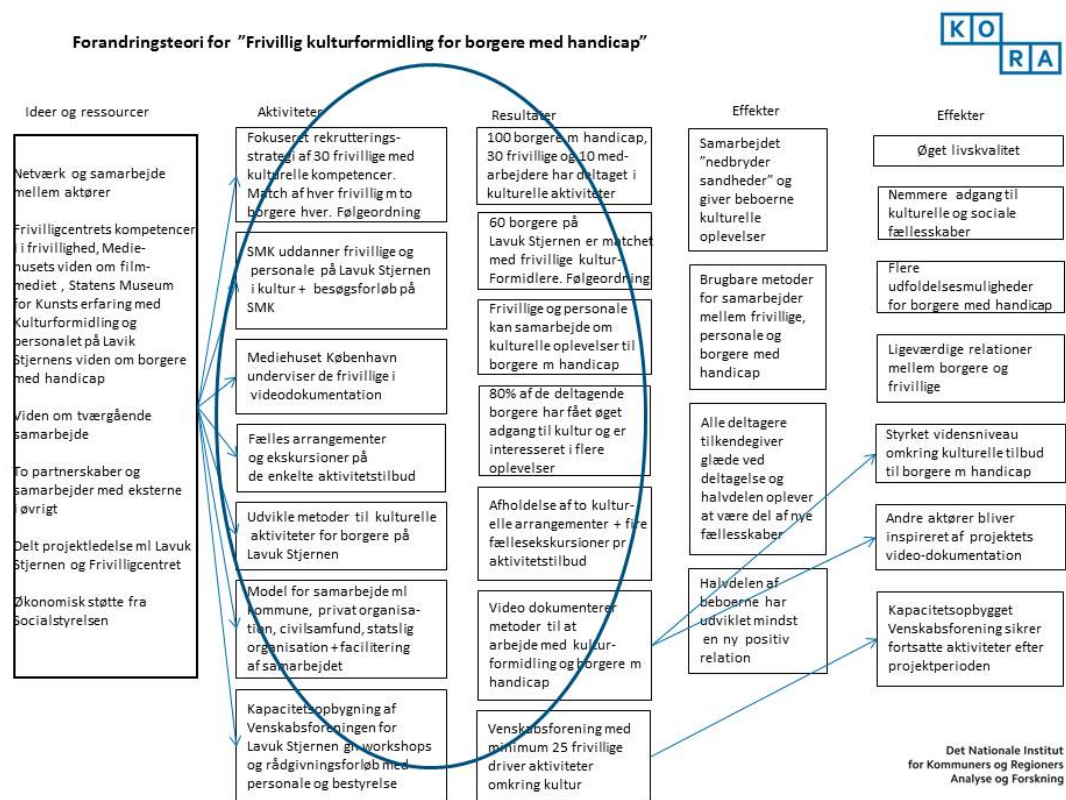 Forandringsteori for "Frivillig kulturformidling for borgere med handicap"
KO
RA
Ideer og ressourcer
Netværk og samarbejde
mellem aktører
Frivilligcentrets kompetencer
i frivillighed, Medie-
husets viden om film-
mediet , Statens Museum
for Kunsts erfaring med
Kulturformidling og
personalet på Lavik
Stjernens viden om borgere
med handicap
Viden om tværgående
samarbejde
To partnerskaber og
samarbejder med eksterne
i øvrigt
Delt projektledelse ml Lavuk
Stjernen og Frivilligcentret
Økonomisk støtte fra
Socialstyrelsen
Aktiviteter
Fokuseret rekrutterings-
strategi af 30 frivillige med
kulturelle kompetencer.
Match af hver frivillig m to
borgere hver. Følgeordning
SMK uddanner frivillige og
personale på Lavuk Stjernen
i kultur + besøgsforløb på
SMK
Mediehuset København
underviser de frivillige i
videodokumentation
Fælles arrangementer
og ekskursioner på
de enkelte aktivitetstilbud
Udvikle metoder til kulturelle
aktiviteter for borgere på
Lavuk Stjernen
Model for samarbejde ml
kommune, privat organisa-
tion, civilsamfund, statslig
organisation + facilitering
af samarbejdet
Kapacitetsopbygning af
Venskabsforeningen for
Lavuk Stjernen gn workshops
og rådgivningsforløb med
personale og bestyrelse
Resultater
100 borgere m handicap,
30 frivillige og 10 med-
arbejdere har deltaget i
kulturelle aktiviteter
60 borgere på
Lavuk Stjernen er matchet
med frivillige kultur-
Formidlere. Følgeordning
Frivillige og personale
kan samarbejde om
kulturelle oplevelser til
borgere m handicap
80% af de deltagende
borgere har fået øget
adgang til kultur og er
interesseret i flere
oplevelser
Afholdelse af to kultur-
elle arrangementer + fire
fællesekskursioner pr
aktivitetstilbud
Video dokumenterer
metoder til at
arbejde med kultur-
formidling og borgere m
handicap
Venskabsforening med
minimum 25 frivillige
driver aktiviteter
omkring kultur
Effekter
Samarbejdet
"nedbryder
sandheder" og
giver beboerne
kulturelle
oplevelser
Brugbare metoder
for samarbejder
mellem frivillige,
personale og
borgere med
handicap
Alle deltagere
tilkendegiver
glæde ved
deltagelse og
halvdelen oplever
at være del af nye
fællesskaber
Halvdelen af
beboerne har
udviklet mindst
en ny positiv
relation
Effekter
Øget livskvalitet
Nemmere adgang til
kulturelle og sociale
fællesskaber
Flere
udfoldelsesmuligheder
for borgere med handicap
Ligeværdige relationer
mellem borgere og
frivillige
Styrket vidensniveau
omkring kulturelle tilbud
til borgere m handicap
Andre aktører bliver
inspireret af projektets
video-dokumentation
Kapacitetsopbygget
Venskabsforening sikrer
fortsatte aktiviteter efter
projektperioden
Det Nationale Institut
for Kommuners og Regioners
Analyse og Forskning